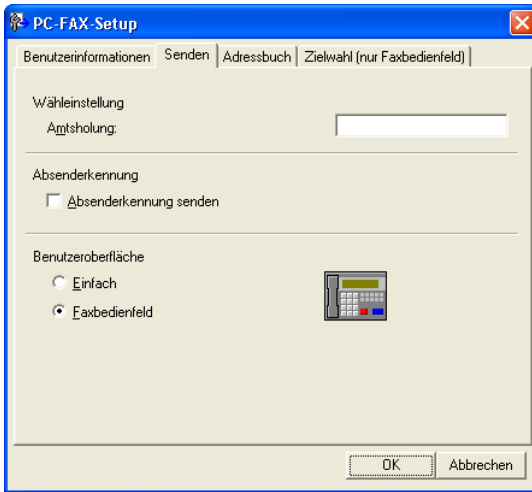 PC-FAX-Setup
Benutzerinformationen Senden Adressbuch Zielwahl (nur Faxbedienfeld)
Wähleinstellung
Amtsholung:
Absenderkennung
Absenderkennung senden
Benutzeroberfläche
Einfach
Faxbedienfeld
OK Abbrechen